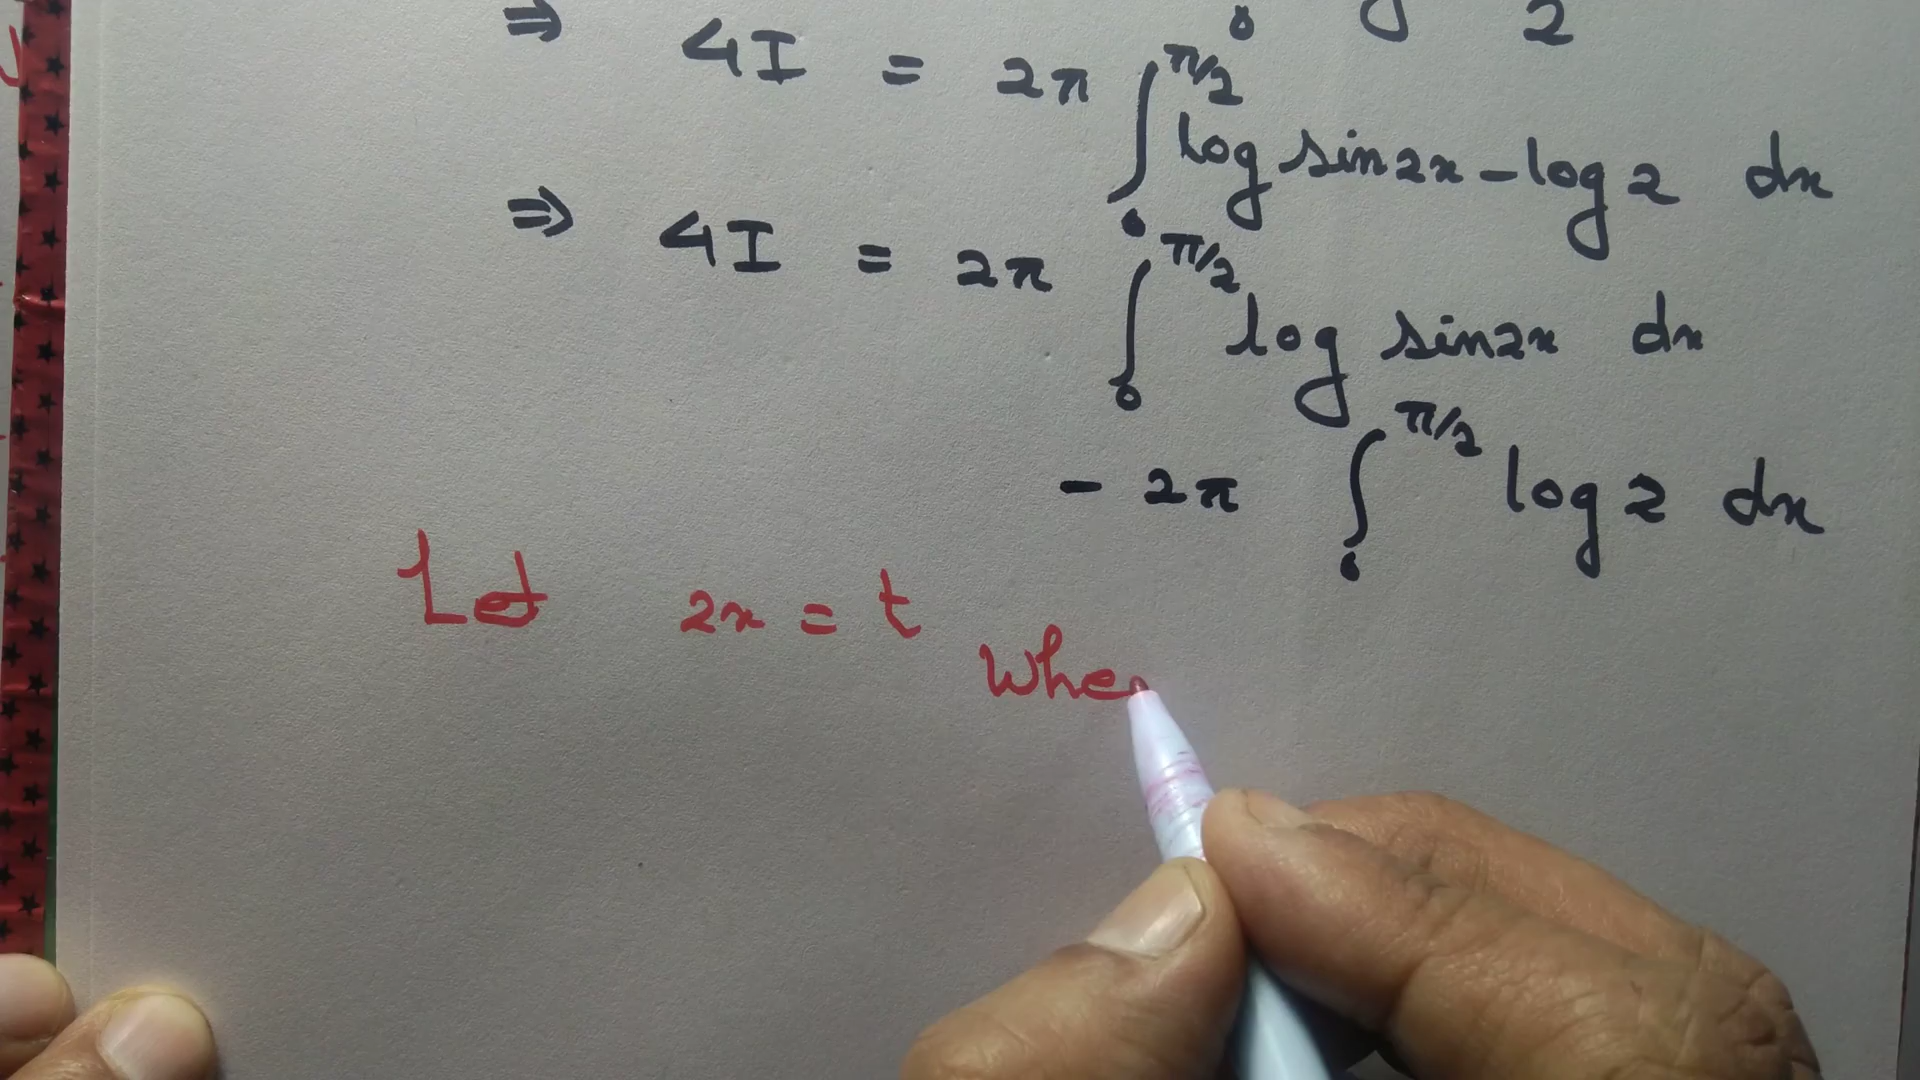 ⇒ 4I = 2π ∫₀^π/2 log sin2x - log 2 dx
⇒ 4I = 2π ∫₀^π/2 log sin2x dx
- 2π ∫₀^π/2 log 2 dx
Let 2x = t
Whe